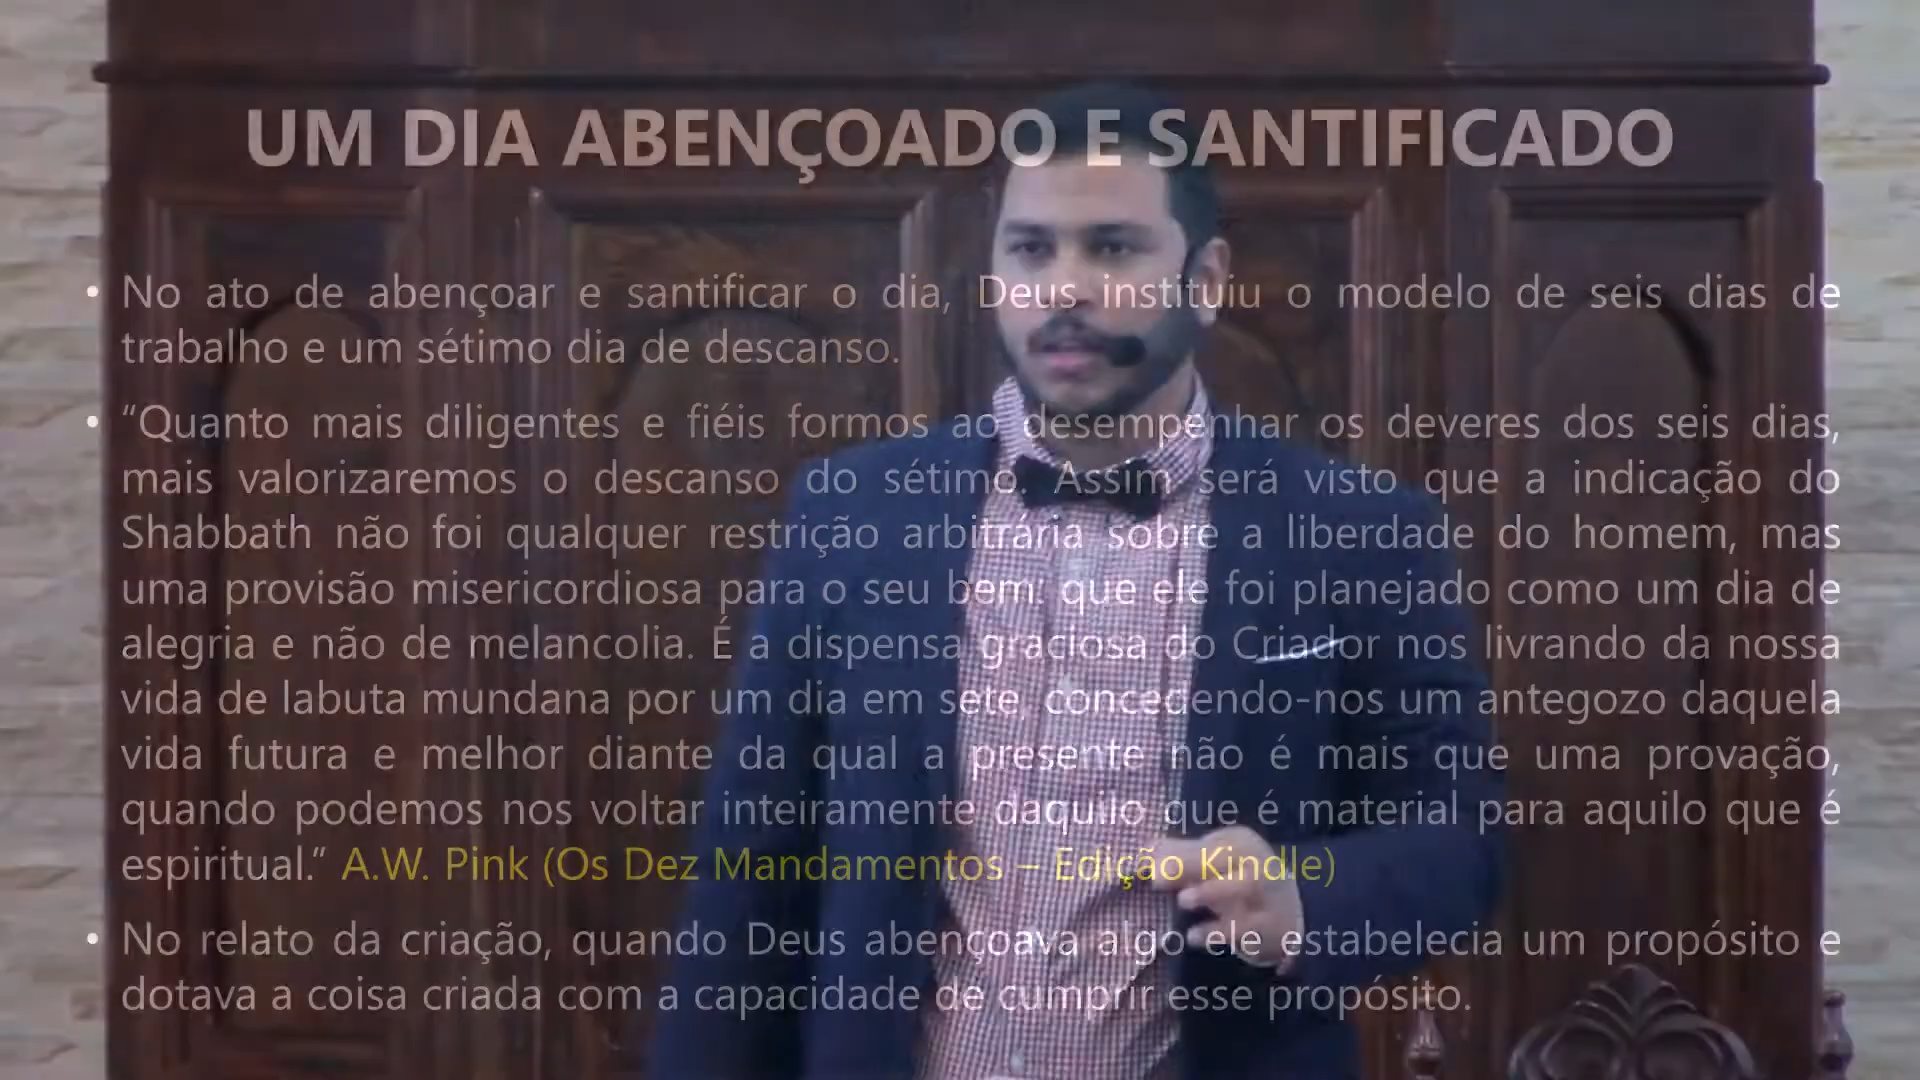 UM DIA ABENÇOADO E SANTIFICADO
• No ato de abençoar e santificar o dia, Deus instituiu o modelo de seis dias de
trabalho e um sétimo dia de descanso.
• “Quanto mais diligentes e fiéis formos ao desempenhar os deveres dos seis dias,
mais valorizaremos o descanso do sétimo. Assim será visto que a indicação do
Shabbath não foi qualquer restrição arbitrária sobre a liberdade do homem, mas
uma provisão misericordiosa para o seu bem: que ele foi planejado como um dia de
alegria e não de melancolia. É a dispensa graciosa do Criador nos livrando da nossa
vida de labuta mundana por um dia em sete, concedendo-nos um antegozo daquela
vida futura e melhor diante da qual a presente não é mais que uma provação,
quando podemos nos voltar inteiramente daquilo que é material para aquilo que é
espiritual.” A.W. Pink (Os Dez Mandamentos – Edição Kindle)
• No relato da criação, quando Deus abençoava algo ele estabelecia um propósito e
dotava a coisa criada com a capacidade de cumprir esse propósito.